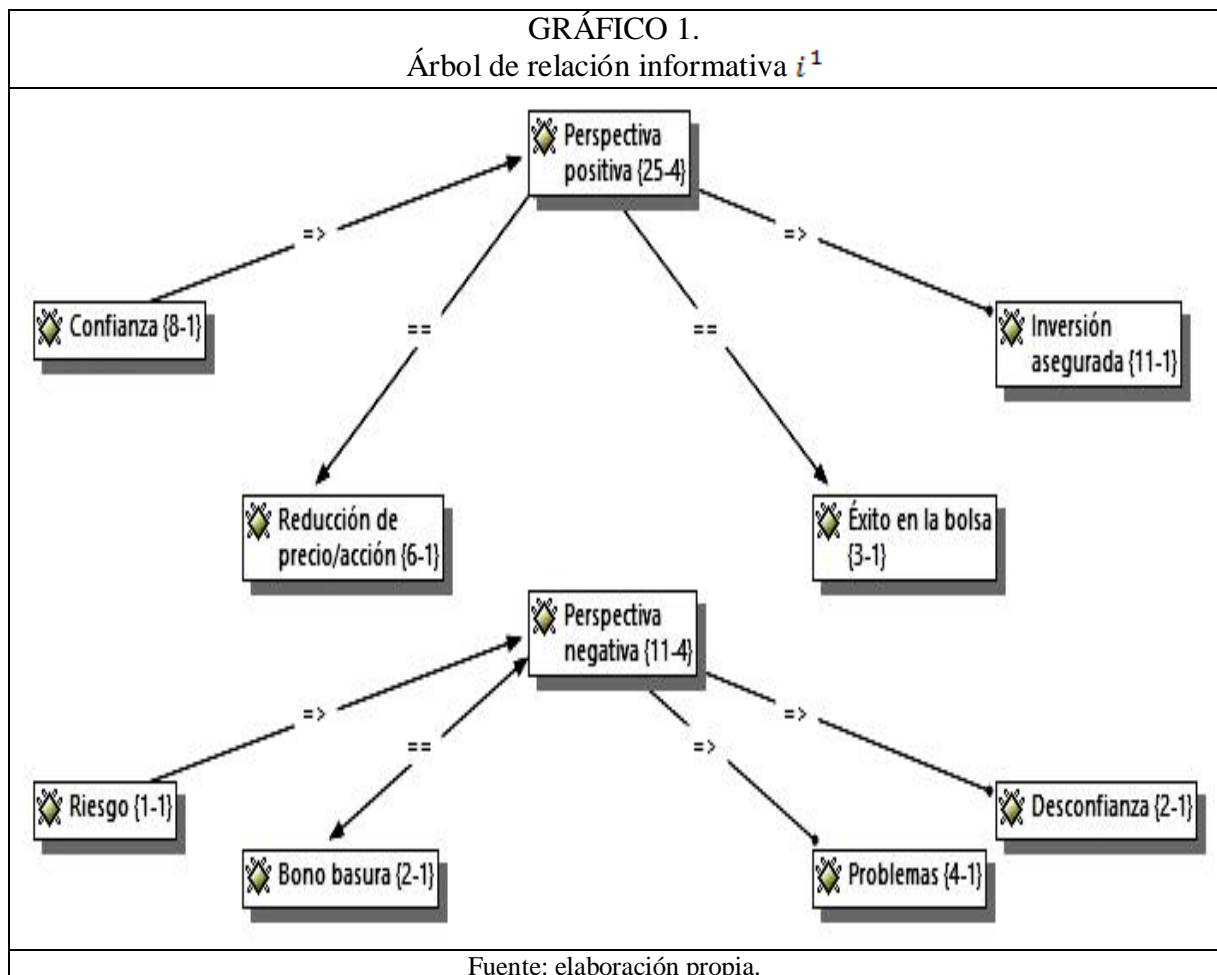 GRÁFICO 1.
Árbol de relación informativa i¹
Perspectiva
positiva {25-4}
=>
=>
Confianza {8-1}
==
==
Inversión
asegurada {11-1}
Reducción de
precio/acción {6-1}
Éxito en la bolsa
{3-1}
Perspectiva
negativa {11-4}
=>
=>
==
=>
Riesgo {1-1}
Desconfianza {2-1}
Bono basura {2-1}
Problemas {4-1}
Fuente: elaboración propia.